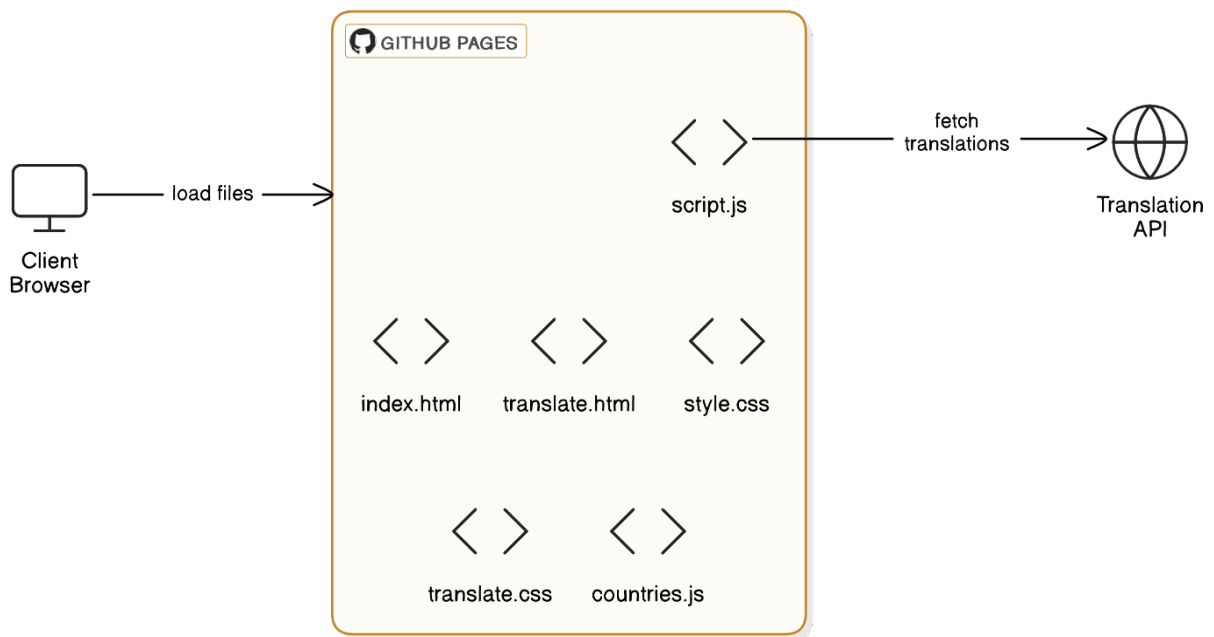 GITHUB PAGES
fetch
translations
load files
script.js
Translation
API
Client
Browser
index.html
translate.html
style.css
translate.css
countries.js